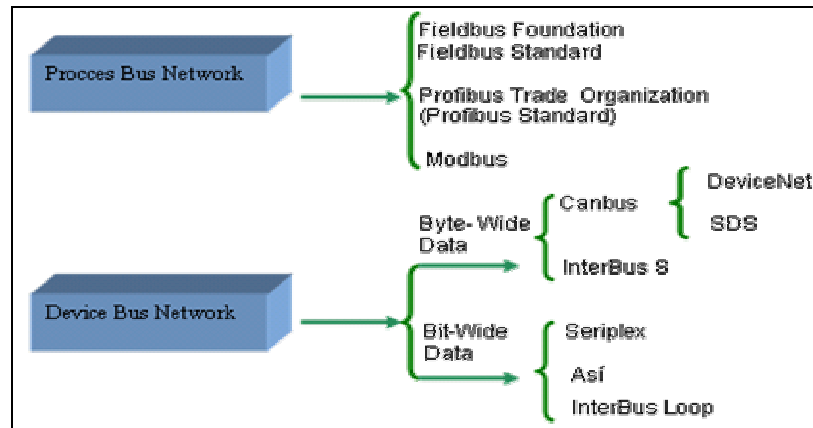 Procces Bus Network
Fieldbus Foundation
Fieldbus Standard
Profibus Trade Organization
(Profibus Standard)
Modbus
Device Bus Network
Byte-Wide
Data
Canbus
DeviceNet
SDS
InterBus S
Bit-Wide
Data
Seriplex
Así
InterBus Loop